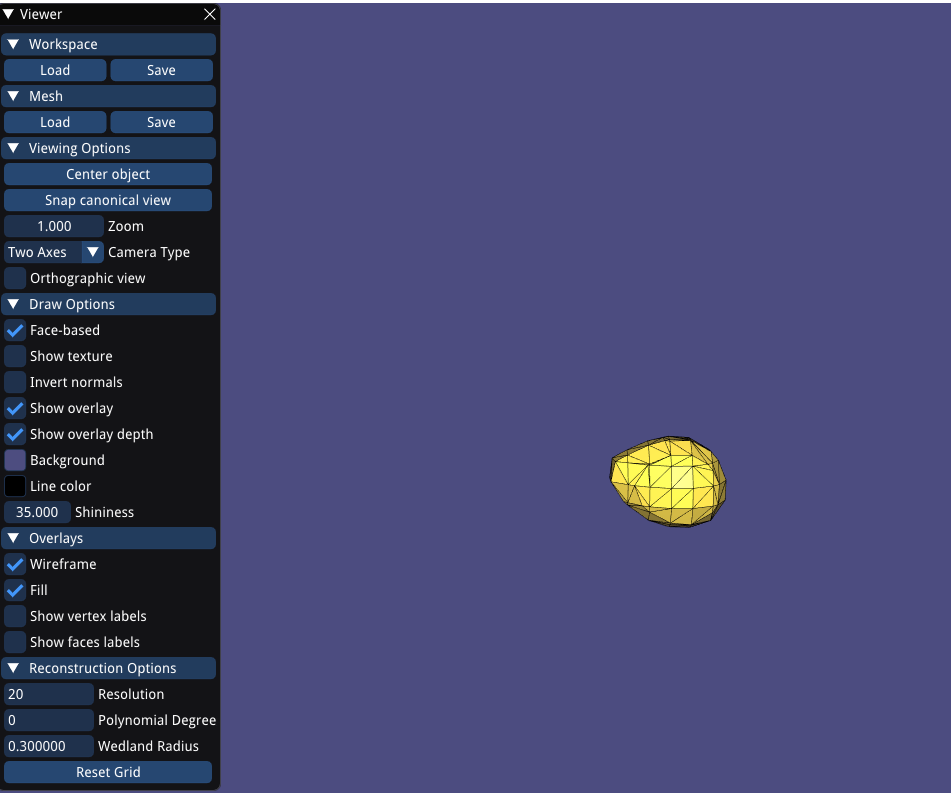 Viewer
Workspace
Load Save
Mesh
Load Save
Viewing Options
Center object
Snap canonical view
1.000 Zoom
Two Axes Camera Type
Orthographic view
Draw Options
Face-based
Show texture
Invert normals
Show overlay
Show overlay depth
Background
Line color
35.000 Shininess
Overlays
Wireframe
Fill
Show vertex labels
Show faces labels
Reconstruction Options
20 Resolution
0 Polynomial Degree
0.300000 Wedland Radius
Reset Grid